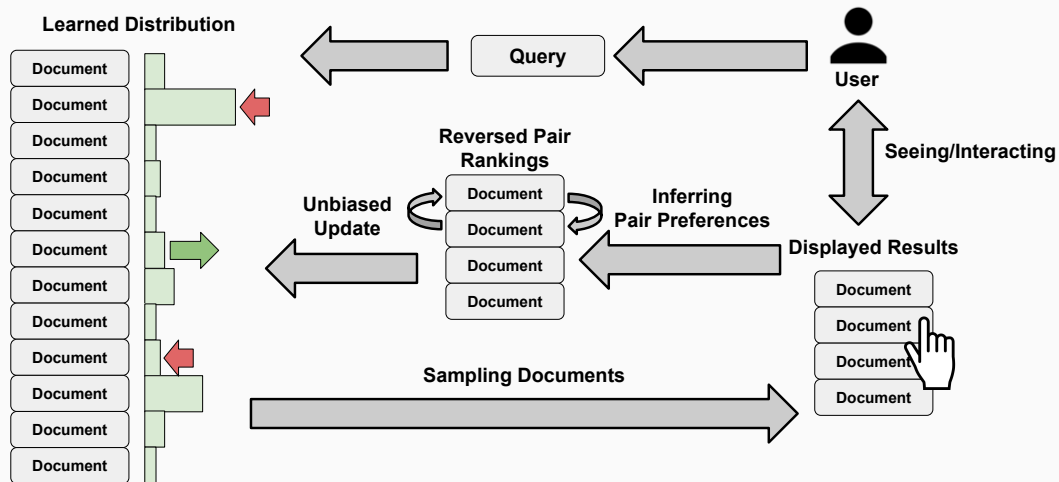 Learned Distribution
Document
Document
Document
Document
Document
Document
Document
Document
Document
Document
Document
Document
Query
User
Seeing/Interacting
Reversed Pair
Rankings
Document
Document
Document
Document
Unbiased
Update
Inferring
Pair Preferences
Displayed Results
Document
Document
Document
Document
Sampling Documents